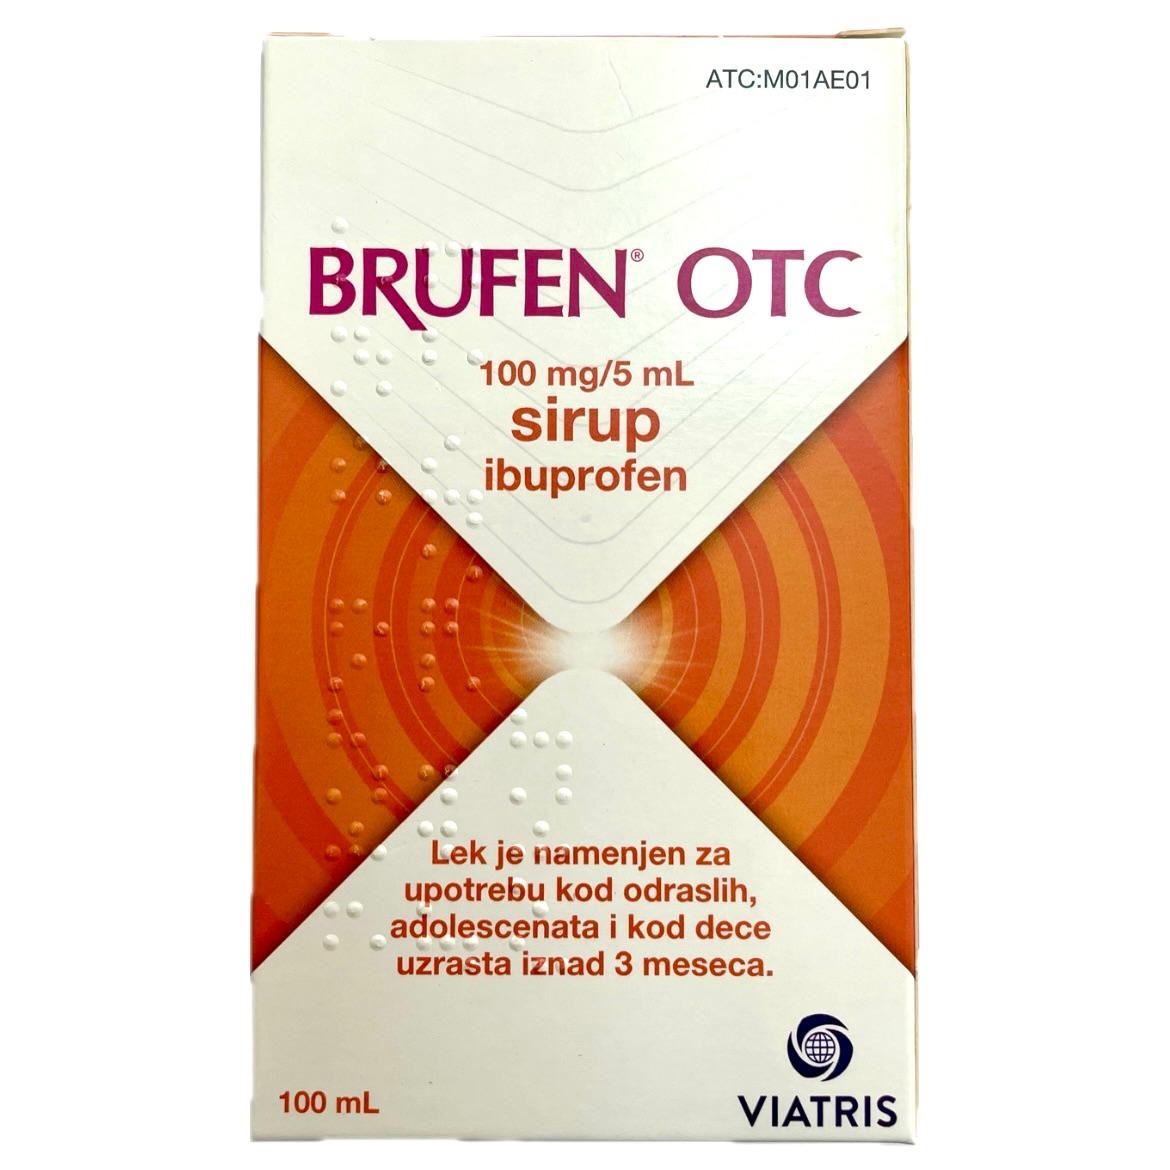 ATC:M01AE01
BRUFEN® OTC
100 mg/5 mL
sirup
ibuprofen
Lek je namenjen za
upotrebu kod odraslih,
adolescenata i kod dece
uzrasta iznad 3 meseca.
100 mL
VIATRIS